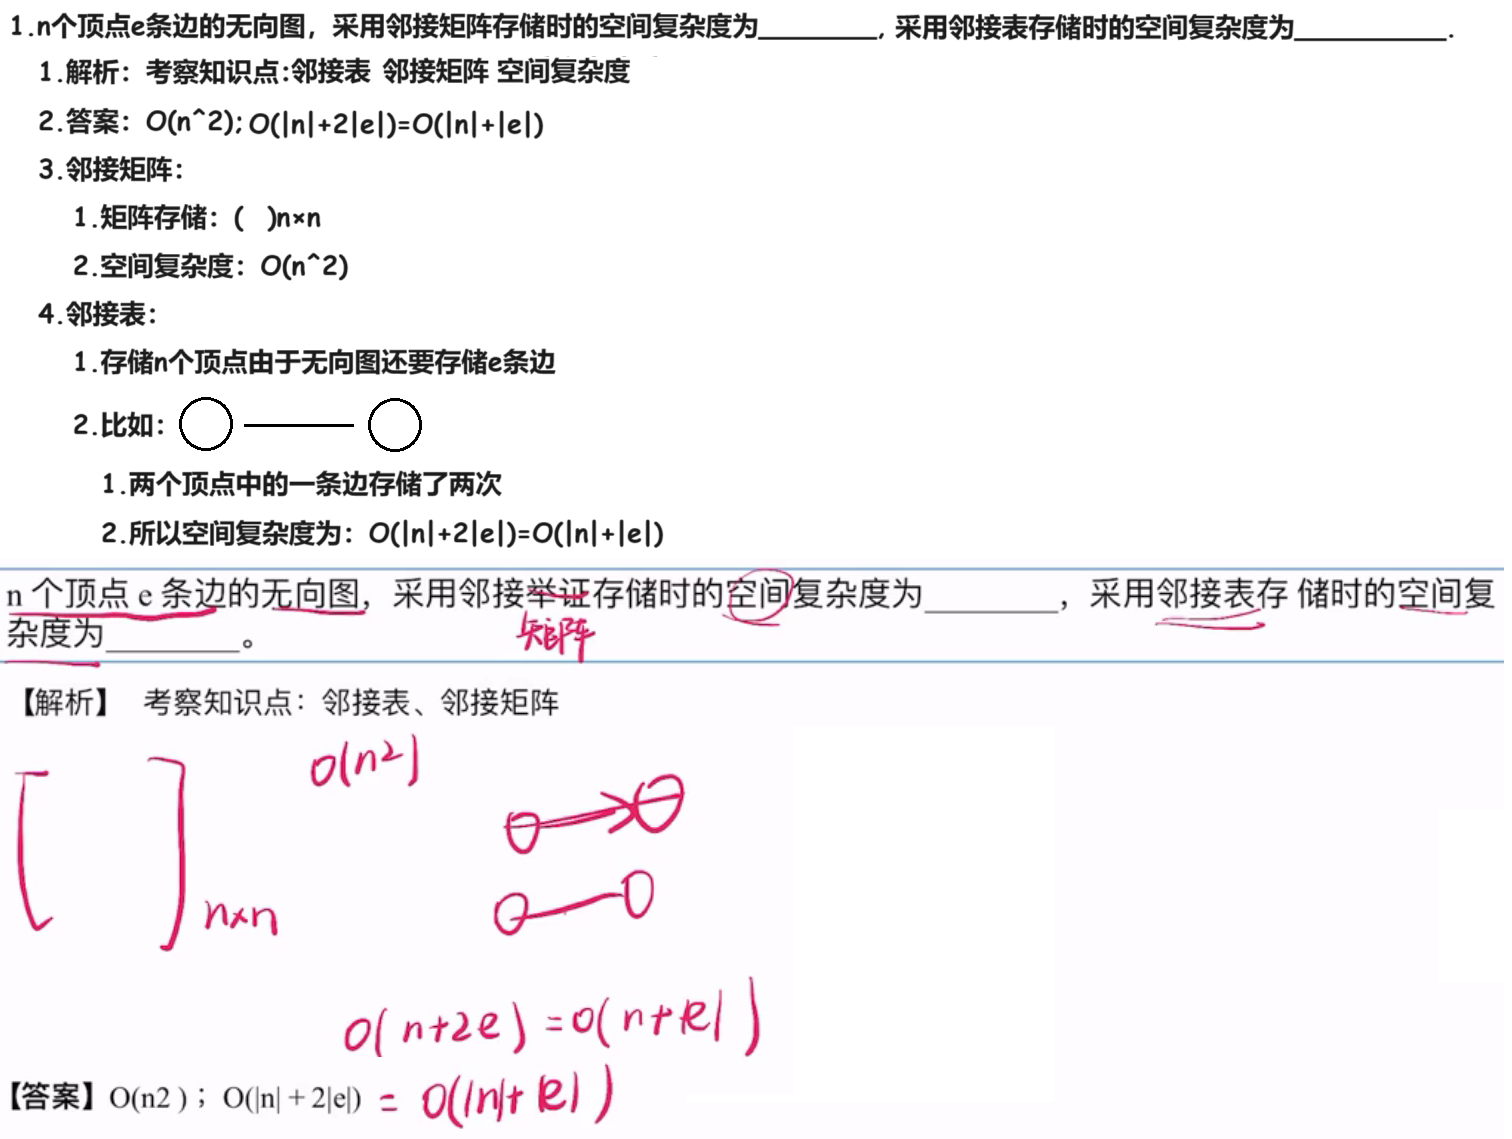 1.n个顶点e条边的无向图，采用邻接矩阵存储时的空间复杂度为________, 采用邻接表存储时的空间复杂度为__________.
1.解析：考察知识点:邻接表 邻接矩阵 空间复杂度
2.答案：O(n^2); O(|n|+2|e|)=O(|n|+|e|)
3.邻接矩阵：
1.矩阵存储：( )n×n
2.空间复杂度：O(n^2)
4.邻接表：
1.存储n个顶点由于无向图还要存储e条边
2.比如：
1.两个顶点中的一条边存储了两次
2.所以空间复杂度为：O(|n|+2|e|)=O(|n|+|e|)
n 个顶点 e 条边的无向图，采用邻接举证存储时的空间复杂度为_________，采用邻接表存 储时的空间复
杂度为_________。
矩阵
【解析】 考察知识点：邻接表、邻接矩阵
O(n2)
n×n
O(n+2e)=O(n+|e|)
【答案】O(n2 )；O(|n| + 2|e|) = O(|n|+|e|)